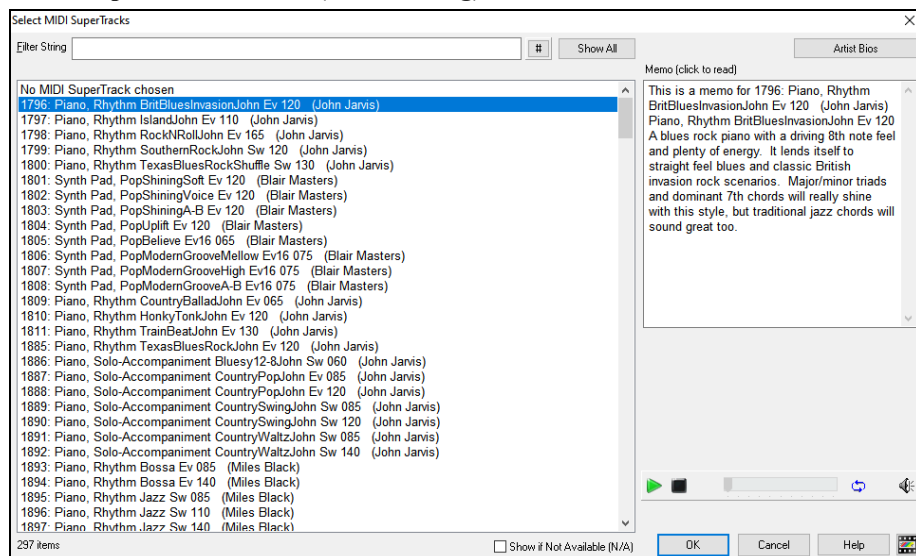 Select MIDI SuperTracks
Filter String
#
Show All
Artist Bios
Memo (click to read)
No MIDI SuperTrack chosen
1796: Piano, Rhythm BritBluesInvasionJohn Ev 120 (John Jarvis)
1797: Piano, Rhythm IslandJohn Ev 110 (John Jarvis)
1798: Piano, Rhythm RockNRollJohn Ev 165 (John Jarvis)
1799: Piano, Rhythm SouthernRockJohn Sw 120 (John Jarvis)
1800: Piano, Rhythm TexasBluesRockShuffle Sw 130 (John Jarvis)
1801: Synth Pad, PopShiningSoft Ev 120 (Blair Masters)
1802: Synth Pad, PopShiningVoice Ev 120 (Blair Masters)
1803: Synth Pad, PopShiningA-B Ev 120 (Blair Masters)
1804: Synth Pad, PopUplift Ev 120 (Blair Masters)
1805: Synth Pad, PopBelieve Ev16 065 (Blair Masters)
1806: Synth Pad, PopModernGrooveMellow Ev16 075 (Blair Masters)
1807: Synth Pad, PopModernGrooveHigh Ev16 075 (Blair Masters)
1808: Synth Pad, PopModernGrooveA-B Ev16 075 (Blair Masters)
1809: Piano, Rhythm CountryBalladJohn Ev 065 (John Jarvis)
1810: Piano, Rhythm HonkyTonkJohn Ev 120 (John Jarvis)
1811: Piano, Rhythm TrainBeatJohn Ev 130 (John Jarvis)
1885: Piano, Rhythm TexasBluesRockJohn Ev 120 (John Jarvis)
1886: Piano, Solo-Accompaniment Bluesy12-8John Sw 060 (John Jarvis)
1887: Piano, Solo-Accompaniment CountryPopJohn Ev 085 (John Jarvis)
1888: Piano, Solo-Accompaniment CountryPopJohn Ev 120 (John Jarvis)
1889: Piano, Solo-Accompaniment CountrySwingJohn Sw 085 (John Jarvis)
1890: Piano, Solo-Accompaniment CountrySwingJohn Sw 120 (John Jarvis)
1891: Piano, Solo-Accompaniment CountryWaltzJohn Sw 085 (John Jarvis)
1892: Piano, Solo-Accompaniment CountryWaltzJohn Sw 140 (John Jarvis)
1893: Piano, Rhythm Bossa Ev 085 (Miles Black)
1894: Piano, Rhythm Bossa Ev 140 (Miles Black)
1895: Piano, Rhythm Jazz Sw 085 (Miles Black)
1896: Piano, Rhythm Jazz Sw 110 (Miles Black)
1897: Piano, Rhythm Jazz Sw 140 (Miles Black)
This is a memo for 1796: Piano, Rhythm
BritBluesInvasionJohn Ev 120 (John Jarvis)
Piano, Rhythm BritBluesInvasionJohn Ev 120
A blues rock piano with a driving 8th note feel
and plenty of energy. It lends itself to
straight feel blues and classic British
invasion rock scenarios. Major/minor triads
and dominant 7th chords will really shine
with this style, but traditional jazz chords will
sound great too.
297 items
Show if Not Available (N/A)
OK
Cancel
Help